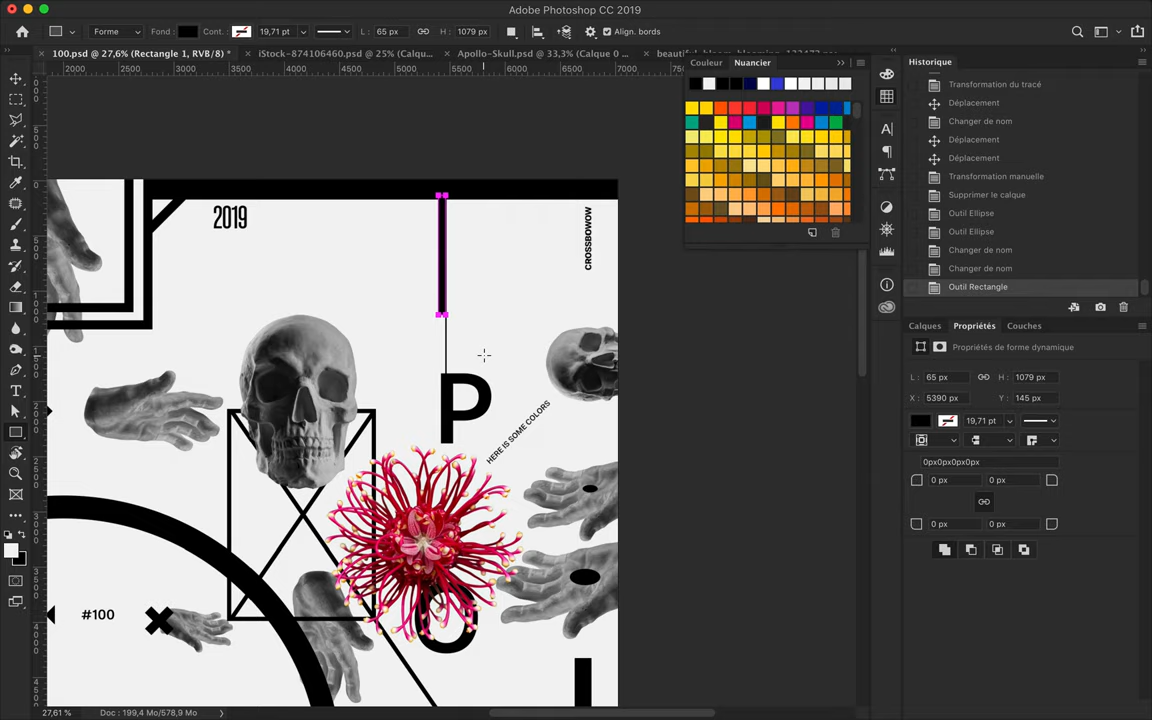 Adobe Photoshop CC 2019
Forme
Fond :
Cont. :
19,71 pt
L : 65 px
H : 1079 px
Align. bords
100.psd @ 27,6% (Rectangle 1, RVB/8) *
iStock-874106460.psd @ 25% (Calqu...
Apollo-Skull.psd @ 33,3% (Calque 0 ...
2000
2500
3000
3500
4000
4500
5000
5500
6000
6500
7000
Couleur
Nuancier
Historique
Transformation du tracé
Déplacement
Changer de nom
Déplacement
Déplacement
Transformation manuelle
Supprimer le calque
Outil Ellipse
Outil Ellipse
Changer de nom
Changer de nom
Outil Rectangle
Calques
Propriétés
Couches
Propriétés de forme dynamique
L : 65 px
H : 1079 px
X : 5390 px
Y : 145 px
19,71 pt
0px0px0px0px
0 px
0 px
0 px
0 px
2019
CROSSBOWOW
P
HERE IS SOME COLORS
O
#100
27,61 %
Doc : 199,4 Mo/578,9 Mo